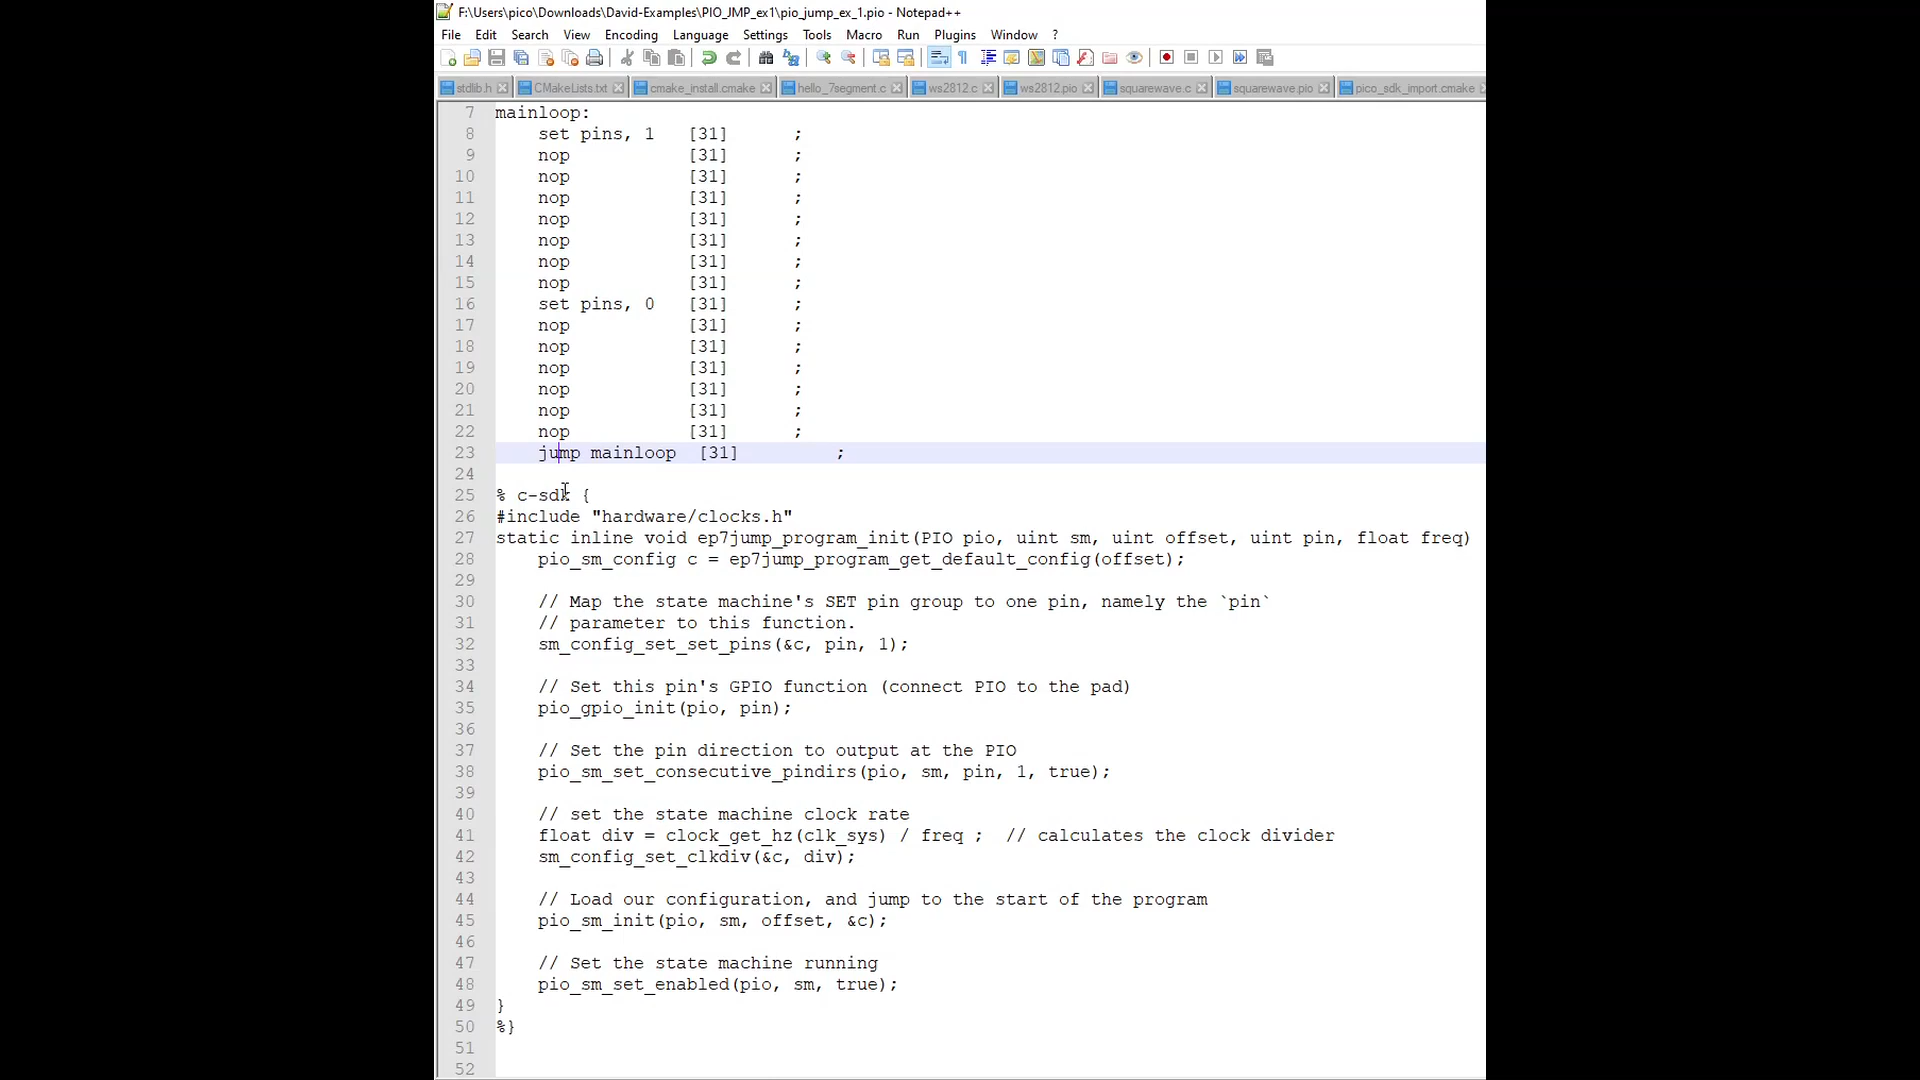 F:\Users\pico\Downloads\David-Examples\PIO_JMP_ex1\pio_jump_ex_1.pio - Notepad++
File Edit Search View Encoding Language Settings Tools Macro Run Plugins Window ?
stdlib.h CMakeLists.txt cmake_install.cmake hello_7segment.c ws2812.c ws2812.pio squarewave.c squarewave.pio pico_sdk_import.cmake
7 mainloop:
8 set pins, 1 [31] ;
9 nop [31] ;
10 nop [31] ;
11 nop [31] ;
12 nop [31] ;
13 nop [31] ;
14 nop [31] ;
15 nop [31] ;
16 set pins, 0 [31] ;
17 nop [31] ;
18 nop [31] ;
19 nop [31] ;
20 nop [31] ;
21 nop [31] ;
22 nop [31] ;
23 jump mainloop [31] ;
24
25 % c-sdk {
26 #include "hardware/clocks.h"
27 static inline void ep7jump_program_init(PIO pio, uint sm, uint offset, uint pin, float freq)
28 pio_sm_config c = ep7jump_program_get_default_config(offset);
29
30 // Map the state machine's SET pin group to one pin, namely the `pin`
31 // parameter to this function.
32 sm_config_set_set_pins(&c, pin, 1);
33
34 // Set this pin's GPIO function (connect PIO to the pad)
35 pio_gpio_init(pio, pin);
36
37 // Set the pin direction to output at the PIO
38 pio_sm_set_consecutive_pindirs(pio, sm, pin, 1, true);
39
40 // set the state machine clock rate
41 float div = clock_get_hz(clk_sys) / freq ; // calculates the clock divider
42 sm_config_set_clkdiv(&c, div);
43
44 // Load our configuration, and jump to the start of the program
45 pio_sm_init(pio, sm, offset, &c);
46
47 // Set the state machine running
48 pio_sm_set_enabled(pio, sm, true);
49 }
50 %}
51
52